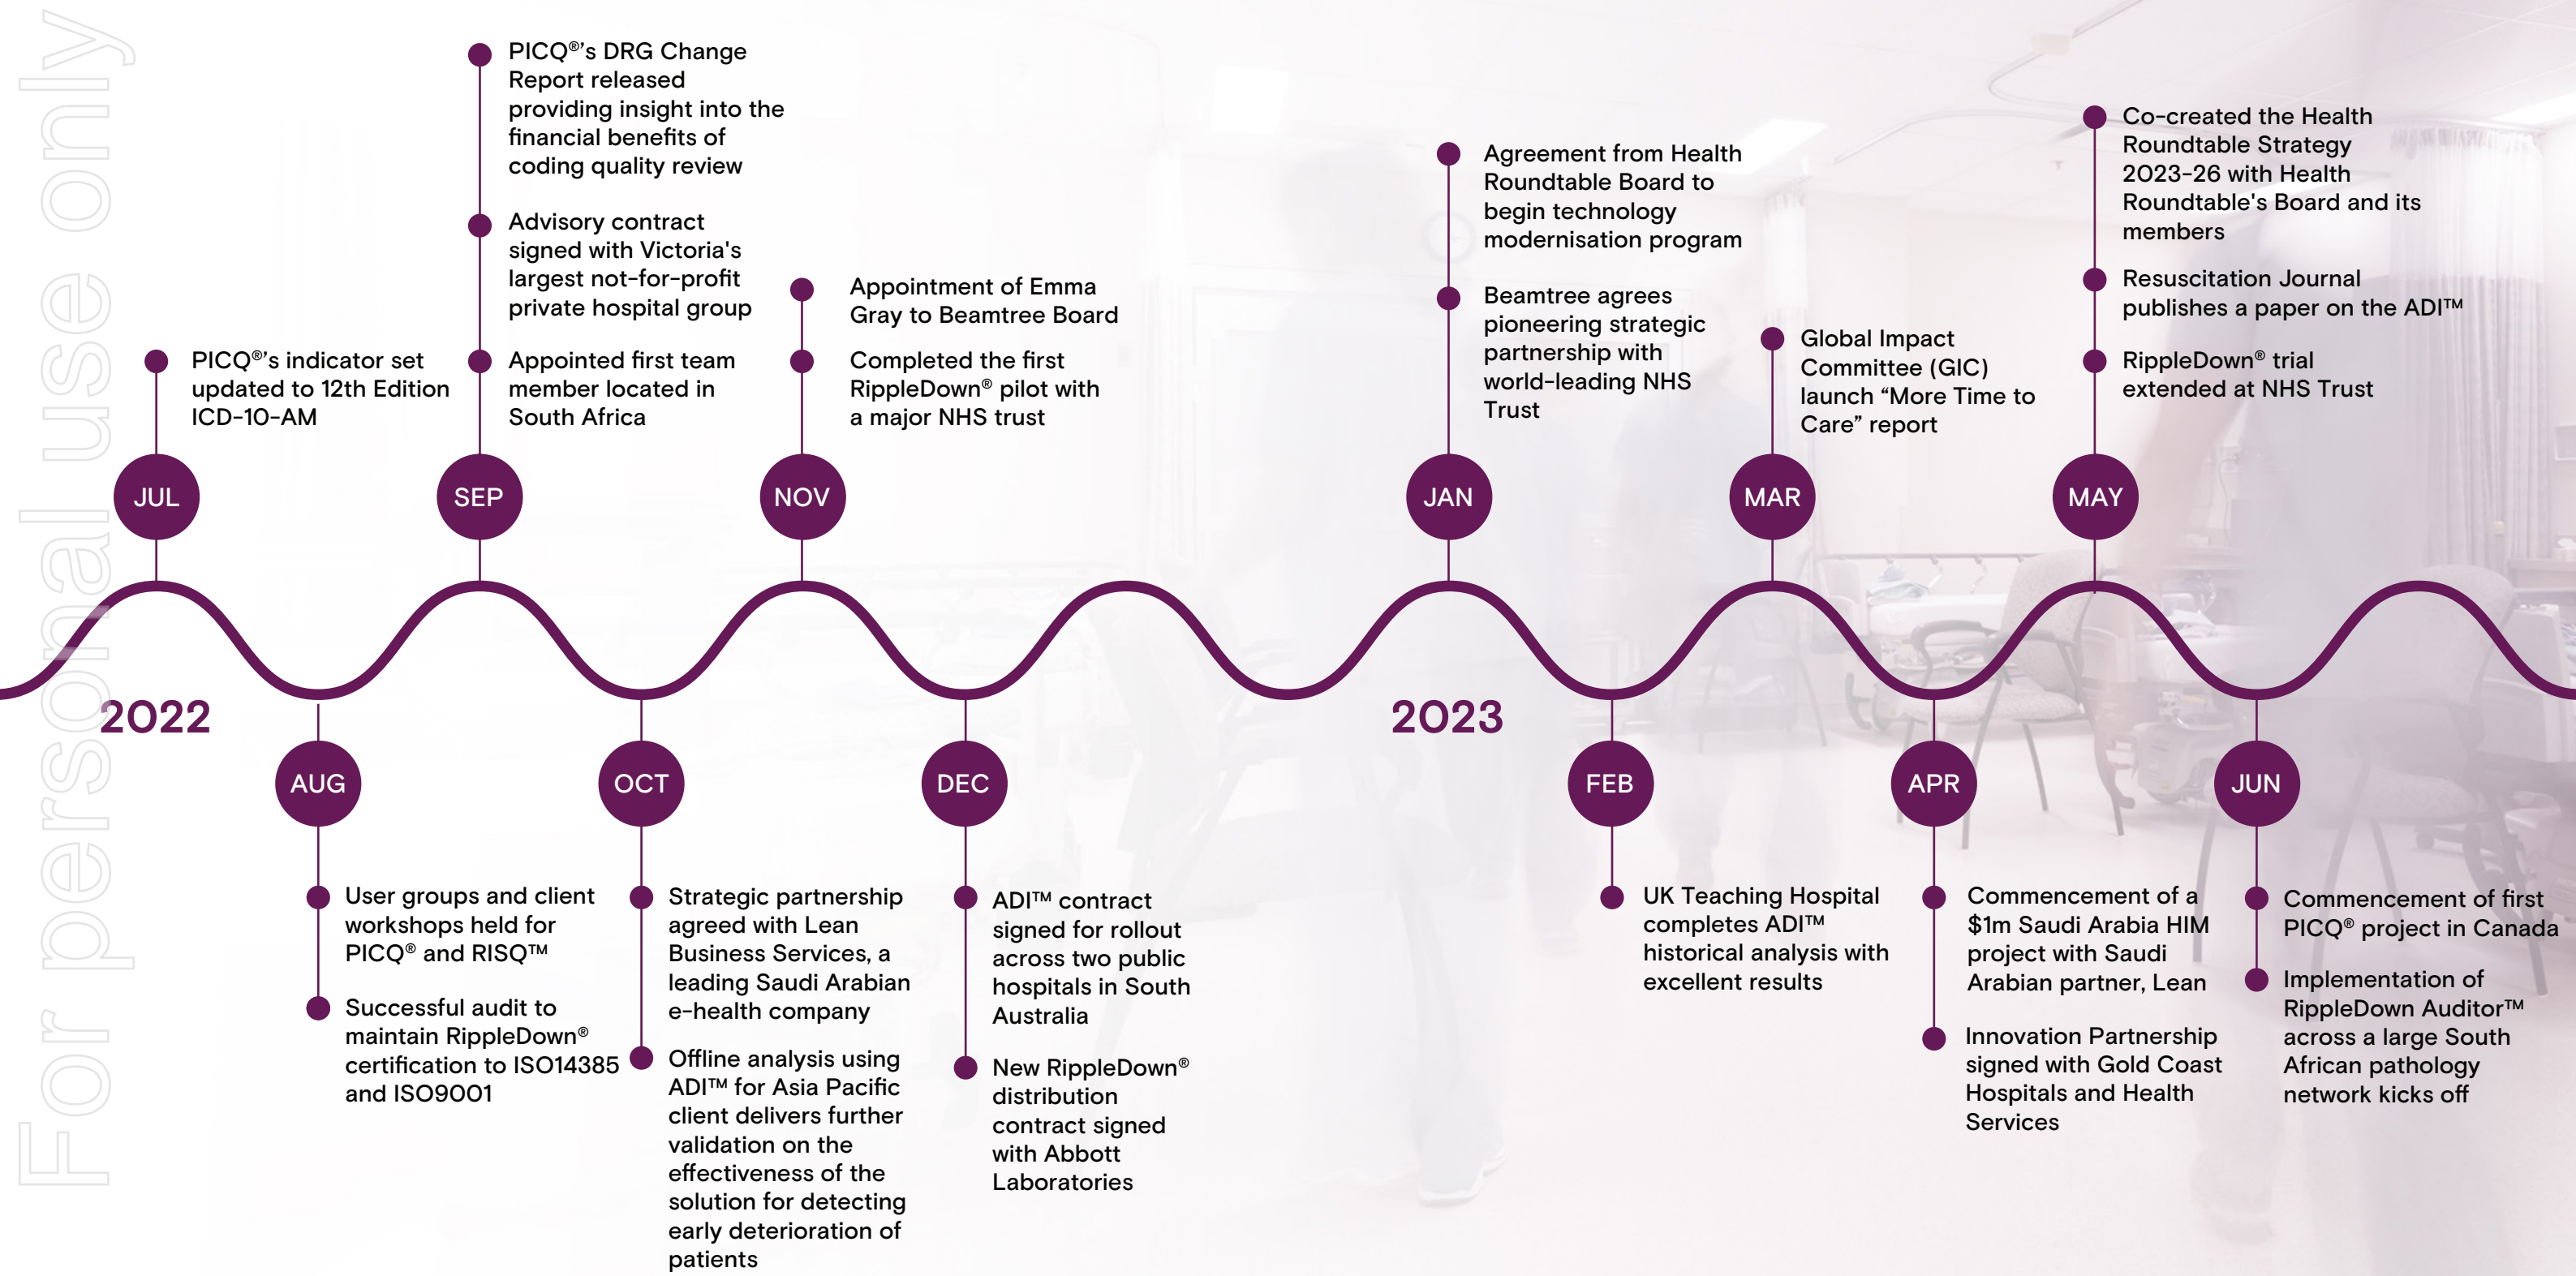 For personal use only
PICQ®'s indicator set
updated to 12th Edition
ICD-10-AM
JUL
2022
AUG
User groups and client
workshops held for
PICQ® and RISQ™
Successful audit to
maintain RippleDown®
certification to ISO14385
and ISO9001
PICQ®'s DRG Change
Report released
providing insight into the
financial benefits of
coding quality review
Advisory contract
signed with Victoria's
largest not-for-profit
private hospital group
Appointed first team
member located in
South Africa
SEP
OCT
Strategic partnership
agreed with Lean
Business Services, a
leading Saudi Arabian
e-health company
Offline analysis using
ADI™ for Asia Pacific
client delivers further
validation on the
effectiveness of the
solution for detecting
early deterioration of
patients
Appointment of Emma
Gray to Beamtree Board
Completed the first
RippleDown® pilot with
a major NHS trust
NOV
DEC
ADI™ contract
signed for rollout
across two public
hospitals in South
Australia
New RippleDown®
distribution
contract signed
with Abbott
Laboratories
Agreement from Health
Roundtable Board to
begin technology
modernisation program
Beamtree agrees
pioneering strategic
partnership with
world-leading NHS
Trust
JAN
2023
FEB
UK Teaching Hospital
completes ADI™
historical analysis with
excellent results
Global Impact
Committee (GIC)
launch “More Time to
Care” report
MAR
APR
Commencement of a
$1m Saudi Arabia HIM
project with Saudi
Arabian partner, Lean
Innovation Partnership
signed with Gold Coast
Hospitals and Health
Services
Co-created the Health
Roundtable Strategy
2023-26 with Health
Roundtable's Board and its
members
Resuscitation Journal
publishes a paper on the ADI™
RippleDown® trial
extended at NHS Trust
MAY
JUN
Commencement of first
PICQ® project in Canada
Implementation of
RippleDown Auditor™
across a large South
African pathology
network kicks off